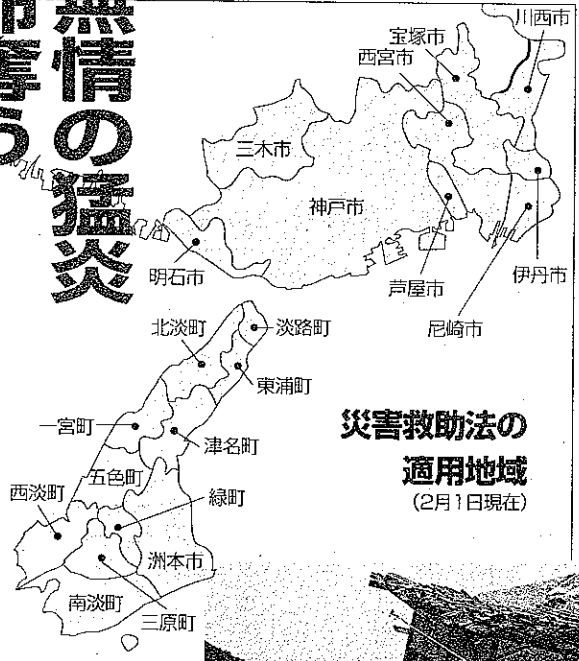 無情の猛炎
奪う
川西市
宝塚市
西宮市
三木市
神戸市
明石市
芦屋市
伊丹市
尼崎市
北淡町
淡路町
東浦町
一宮町
津名町
五色町
西淡町
緑町
洲本市
南淡町
三原町
災害救助法の
適用地域
(2月1日現在)